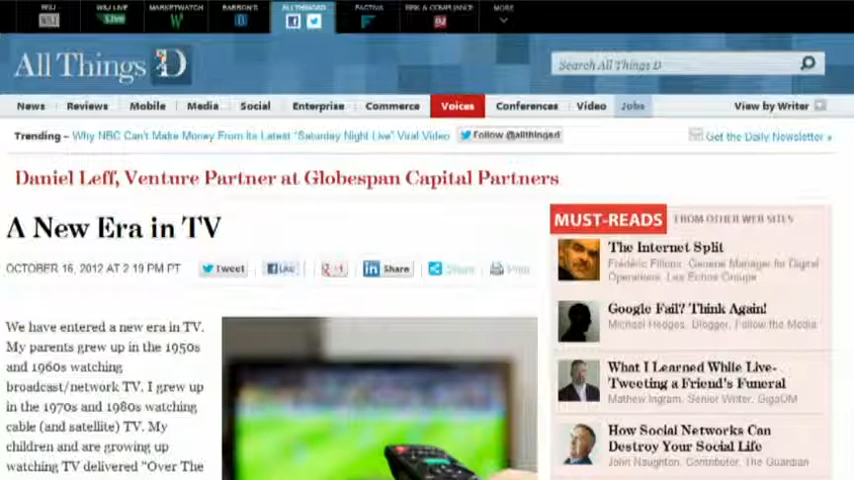 WSJ WSJ LIVE MARKETWATCH BARRON'S ALLTHINGSD FACTIVA RISK & COMPLIANCE MORE
All Things D
Search All Things D
News Reviews Mobile Media Social Enterprise Commerce Voices Conferences Video Jobs View by Writer
Trending – Why NBC Can't Make Money From Its Latest "Saturday Night Live" Viral Video Follow @allthingsd Get the Daily Newsletter »
Daniel Leff, Venture Partner at Globespan Capital Partners
A New Era in TV
OCTOBER 16, 2012 AT 2:19 PM PT Tweet Like +1 Share Share Print
We have entered a new era in TV.
My parents grew up in the 1950s
and 1960s watching
broadcast/network TV. I grew up
in the 1970s and 1980s watching
cable (and satellite) TV. My
children and are growing up
watching TV delivered "Over The
MUST-READS FROM OTHER WEB SITES
The Internet Split
Frédéric Filloux, General Manager for Digital
Operations, Les Echos Groupe
Google Fail? Think Again!
Michael Hedges, Blogger, Follow the Media
What I Learned While Live-
Tweeting a Friend's Funeral
Mathew Ingram, Senior Writer, GigaOM
How Social Networks Can
Destroy Your Social Life
John Naughton, Contributor, The Guardian